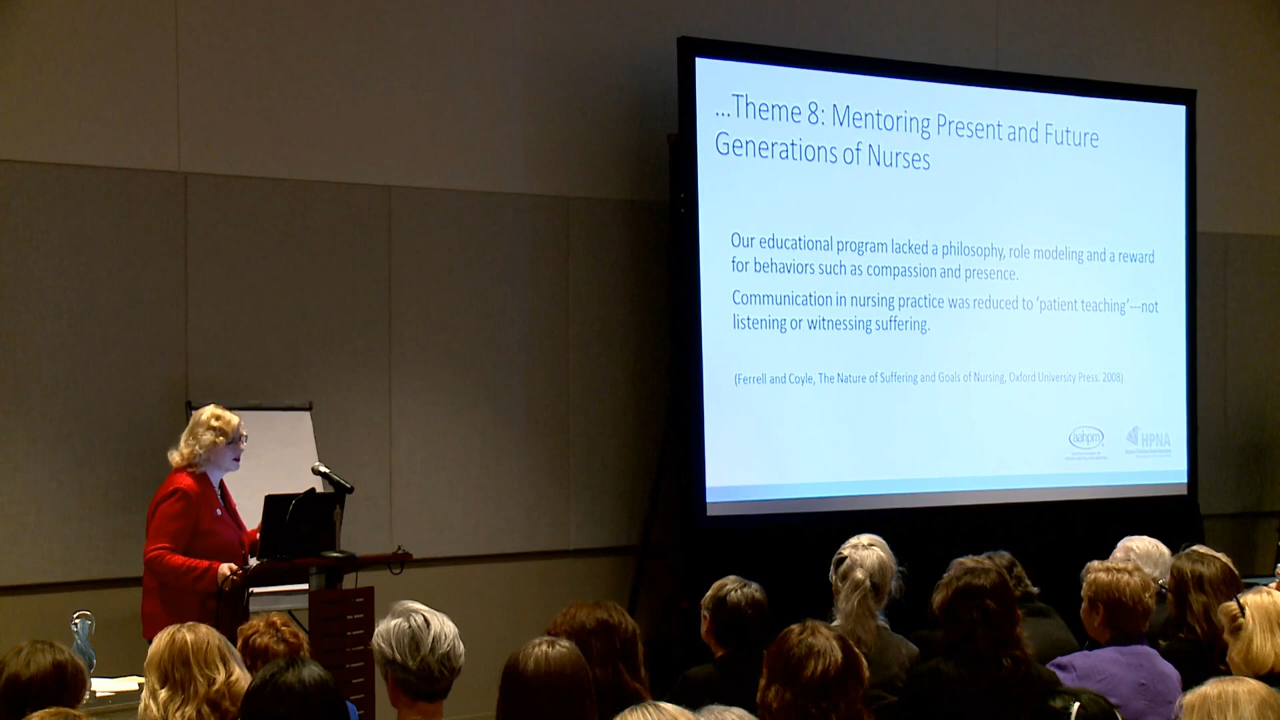 ...Theme 8: Mentoring Present and Future
Generations of Nurses
Our educational program lacked a philosophy, role modeling and a reward
for behaviors such as compassion and presence.
Communication in nursing practice was reduced to ‘patient teaching’---not
listening or witnessing suffering.
(Ferrell and Coyle, The Nature of Suffering and Goals of Nursing, Oxford University Press. 2008)
aahpm
HPNA